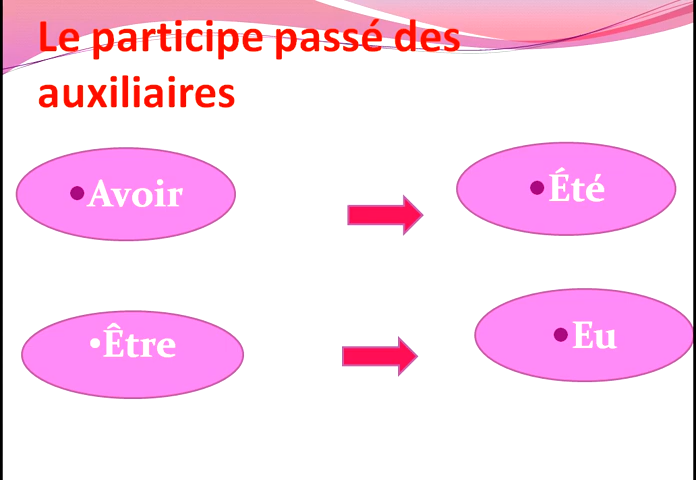 Le participe passé des
auxiliaires
•Avoir
•Été
•Être
•Eu